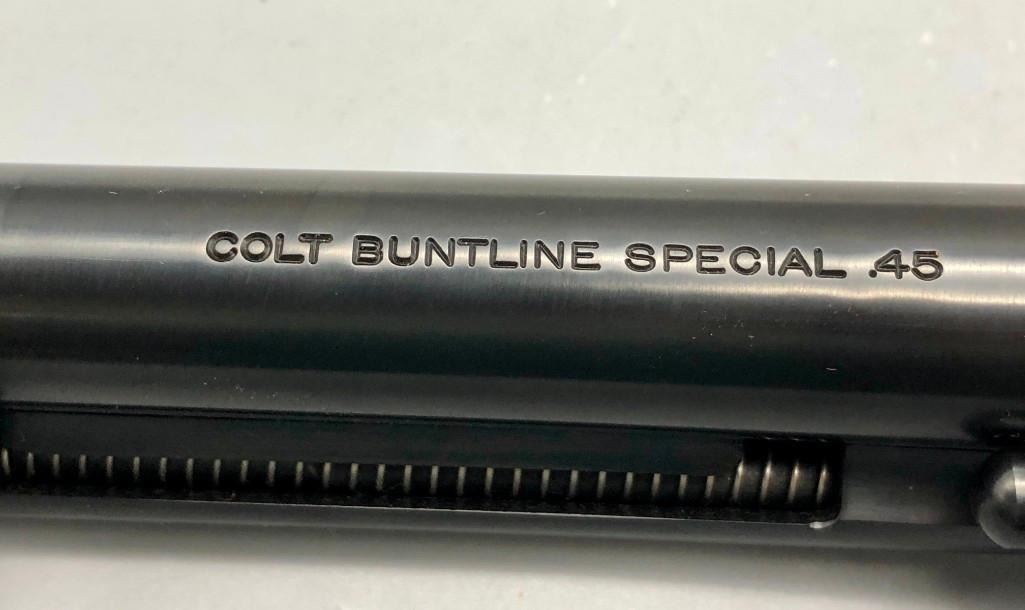 COLT BUNTLINE SPECIAL .45